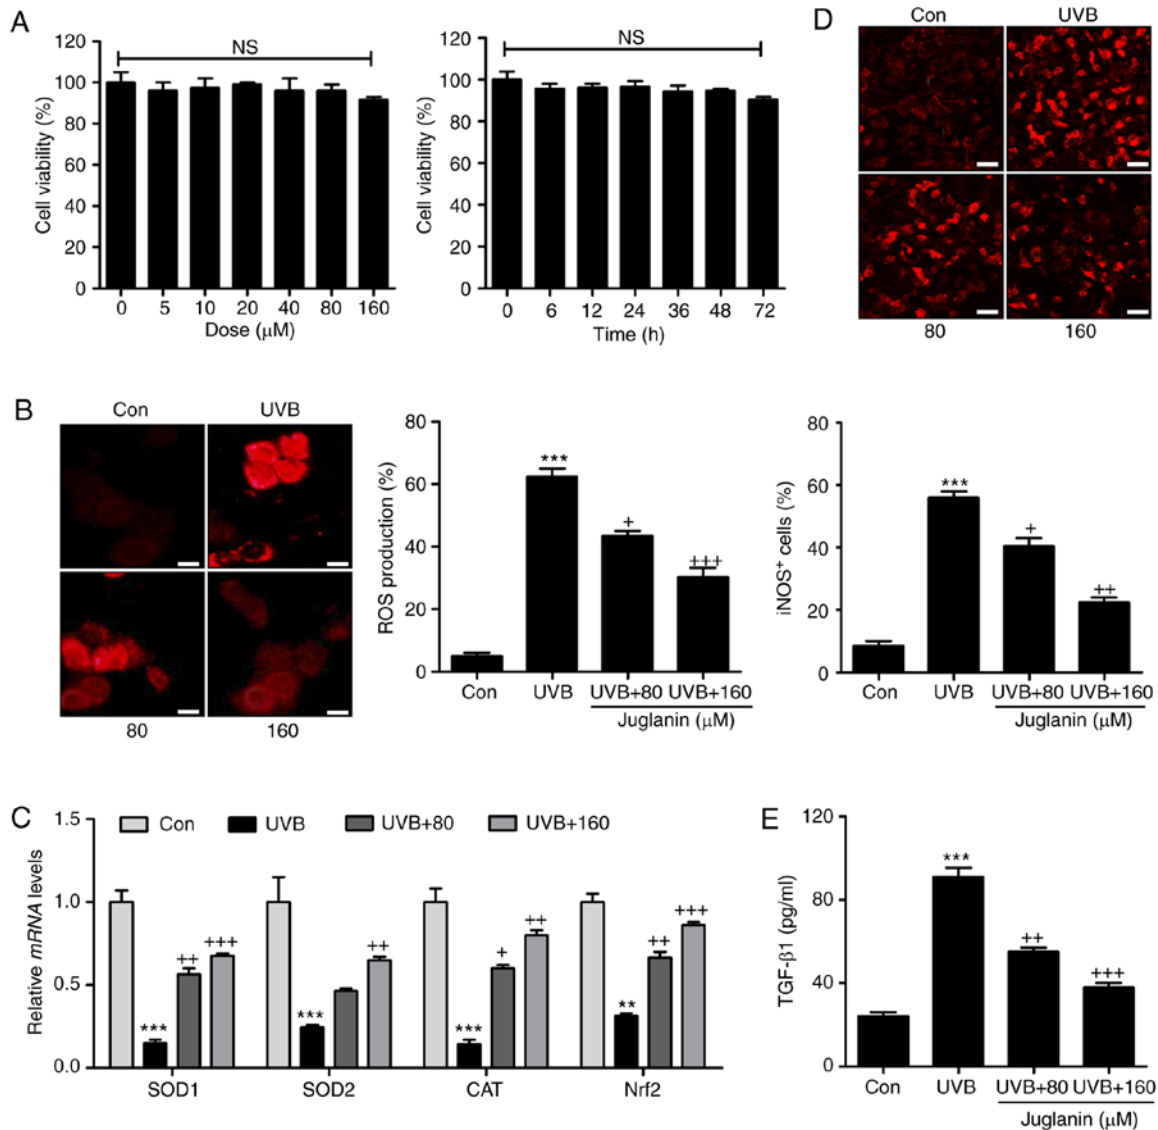 A
120
100
80
60
40
20
0
Cell viability (%)
NS
0 5 10 20 40 80 160
Dose (μM)
120
100
80
60
40
20
0
Cell viability (%)
NS
0 6 12 24 36 48 72
Time (h)
D
Con UVB
80 160
B
Con UVB
80 160
80
60
40
20
0
ROS production (%)
***
+
+++
Con UVB UVB+80 UVB+160
Juglanin (μM)
80
60
40
20
0
iNOS+ cells (%)
***
+
++
Con UVB UVB+80 UVB+160
Juglanin (μM)
C
Con UVB UVB+80 UVB+160
1.5
1.0
0.5
0.0
Relative mRNA levels
*** ++ +++
*** ++
*** + ++
** ++ +++
SOD1 SOD2 CAT Nrf2
E
120
80
40
0
TGF-β1 (pg/ml)
***
++
+++
Con UVB UVB+80 UVB+160
Juglanin (μM)